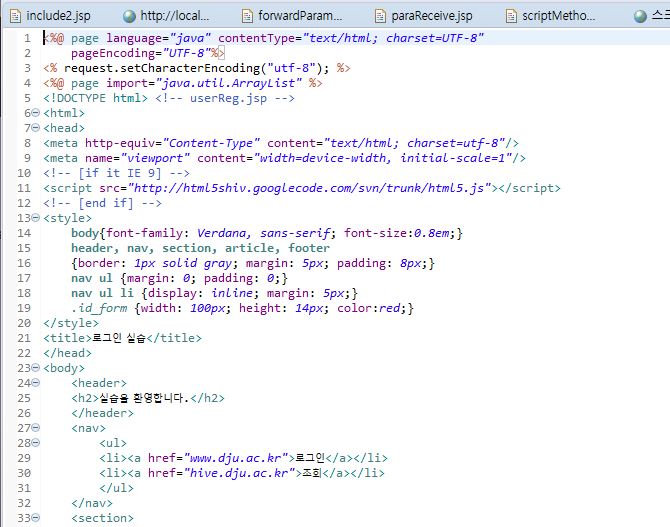 include2.jsp http://local... forwardParam... paraReceive.jsp scriptMetho...
1 <%@ page language="java" contentType="text/html; charset=UTF-8"
2     pageEncoding="UTF-8"%>
3 <% request.setCharacterEncoding("utf-8"); %>
4 <%@ page import="java.util.ArrayList" %>
5 <!DOCTYPE html> <!-- userReg.jsp -->
6 <html>
7 <head>
8 <meta http-equiv="Content-Type" content="text/html; charset=utf-8"/>
9 <meta name="viewport" content="width=device-width, initial-scale=1"/>
10 <!-- [if it IE 9] -->
11 <script src="http://html5shiv.googlecode.com/svn/trunk/html5.js"></script>
12 <!-- [end if] -->
13 <style>
14     body{font-family: Verdana, sans-serif; font-size:0.8em;}
15     header, nav, section, article, footer
16     {border: 1px solid gray; margin: 5px; padding: 8px;}
17     nav ul {margin: 0; padding: 0;}
18     nav ul li {display: inline; margin: 5px;}
19     .id_form {width: 100px; height: 14px; color:red;}
20 </style>
21 <title>로그인 실습</title>
22 </head>
23 <body>
24     <header>
25     <h2>실습을 환영합니다.</h2>
26     </header>
27     <nav>
28         <ul>
29         <li><a href="www.dju.ac.kr">로그인</a></li>
30         <li><a href="hive.dju.ac.kr">조회</a></li>
31         </ul>
32     </nav>
33     <section>